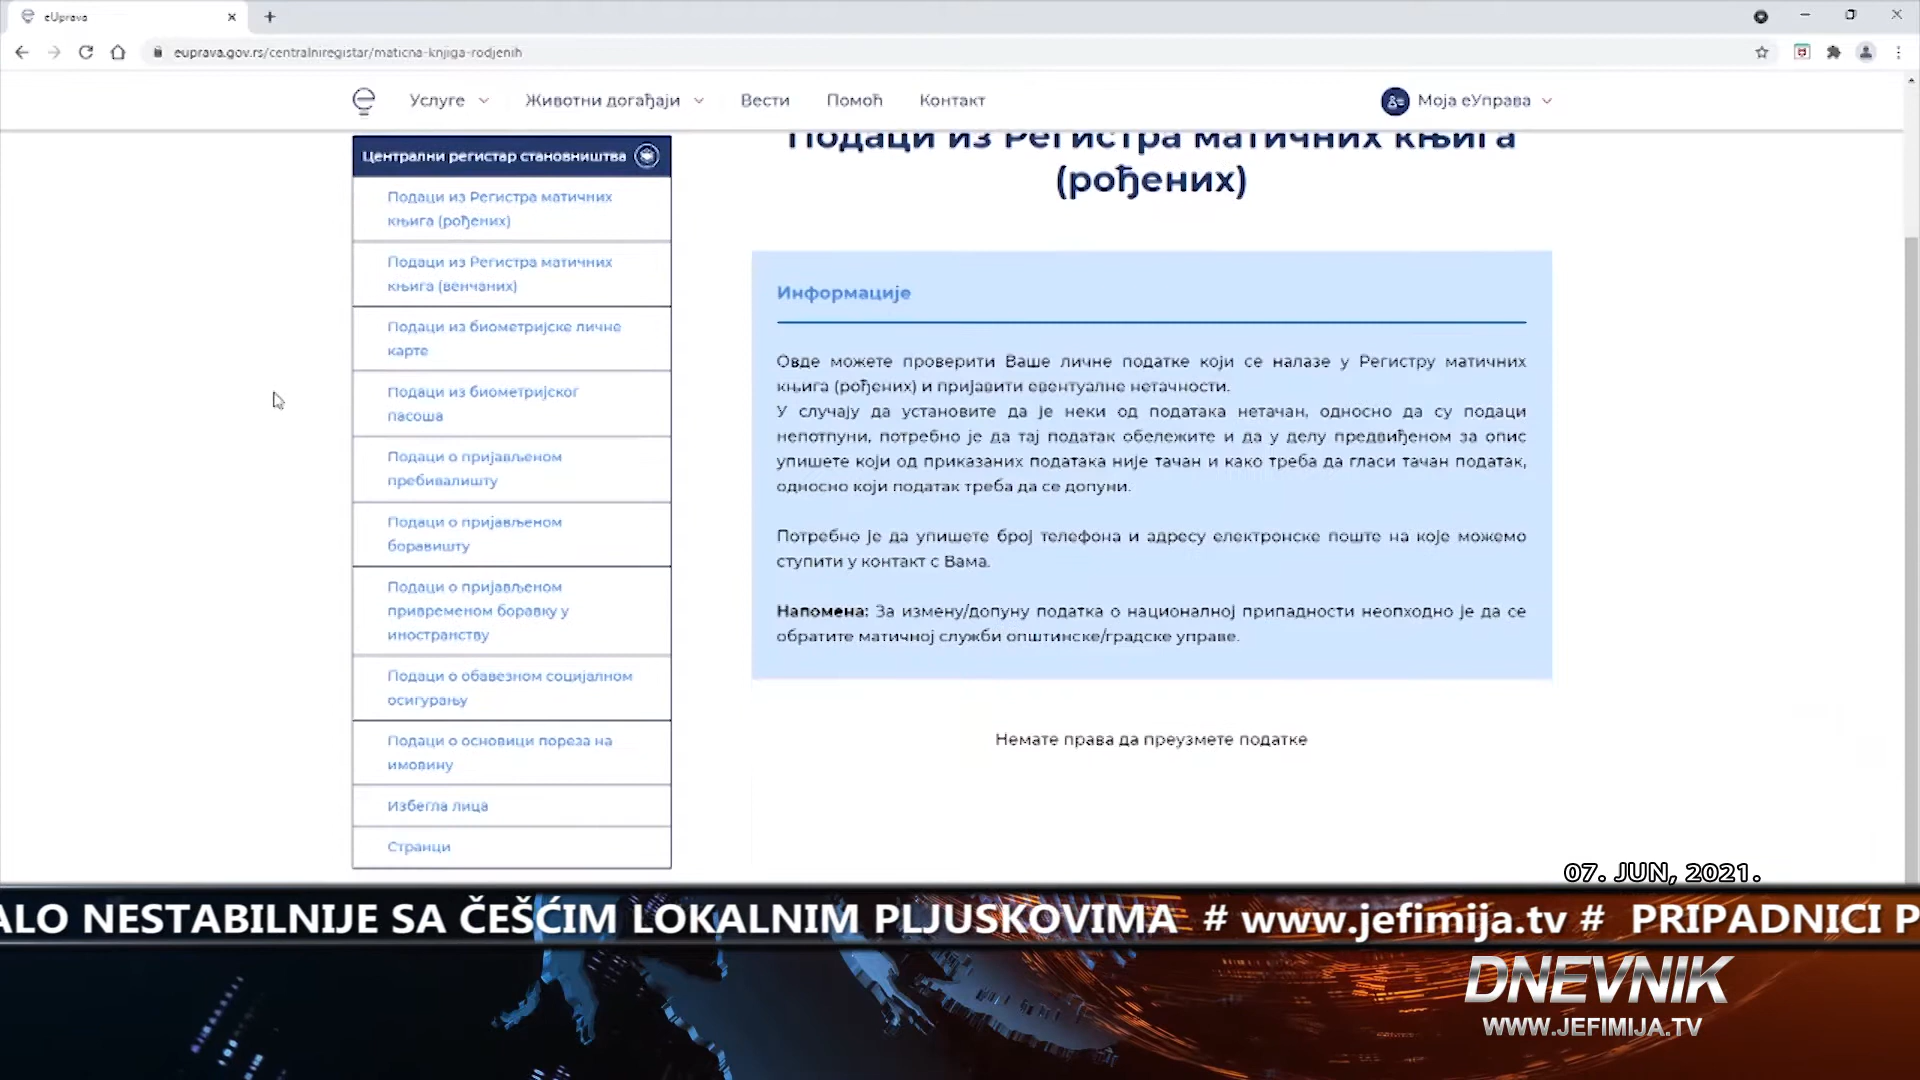 eUprava
euprava.gov.rs/centralniregistar/maticna-knjiga-rodjenih
Услуге
Животни догађаји
Вести
Помоћ
Контакт
Моја еУправа
Централни регистар становништва
Подаци из Регистра матичних
књига (рођених)
Подаци из Регистра матичних
књига (венчаних)
Подаци из биометријске личне
карте
Подаци из биометријског
пасоша
Подаци о пријављеном
пребивалишту
Подаци о пријављеном
боравишту
Подаци о пријављеном
привременом боравку у
иностранству
Подаци о обавезном социјалном
осигурању
Подаци о основици пореза на
имовину
Избегла лица
Странци
Подаци из Регистра матичних књига
(рођених)
Информације
Овде можете проверити Ваше личне податке који се налазе у Регистру матичних
књига (рођених) и пријавити евентуалне нетачности.
У случају да установите да је неки од података нетачан, односно да су подаци
непотпуни, потребно је да тај податак обележите и да у делу предвиђеном за опис
упишете који од приказаних података није тачан и како треба да гласи тачан податак,
односно који податак треба да се допуни.
Потребно је да упишете број телефона и адресу електронске поште на које можемо
ступити у контакт с Вама.
Напомена: За измену/допуну податка о националној припадности неопходно је да се
обратите матичној служби општинске/градске управе.
Немате права да преузмете податке
07. JUN, 2021.
ALO NESTABILNIJE SA ČEŠĆIM LOKALNIM PLJUSKOVIMA # www.jefimija.tv # PRIPADNICI P
DNEVNIK
WWW.JEFIMIJA.TV